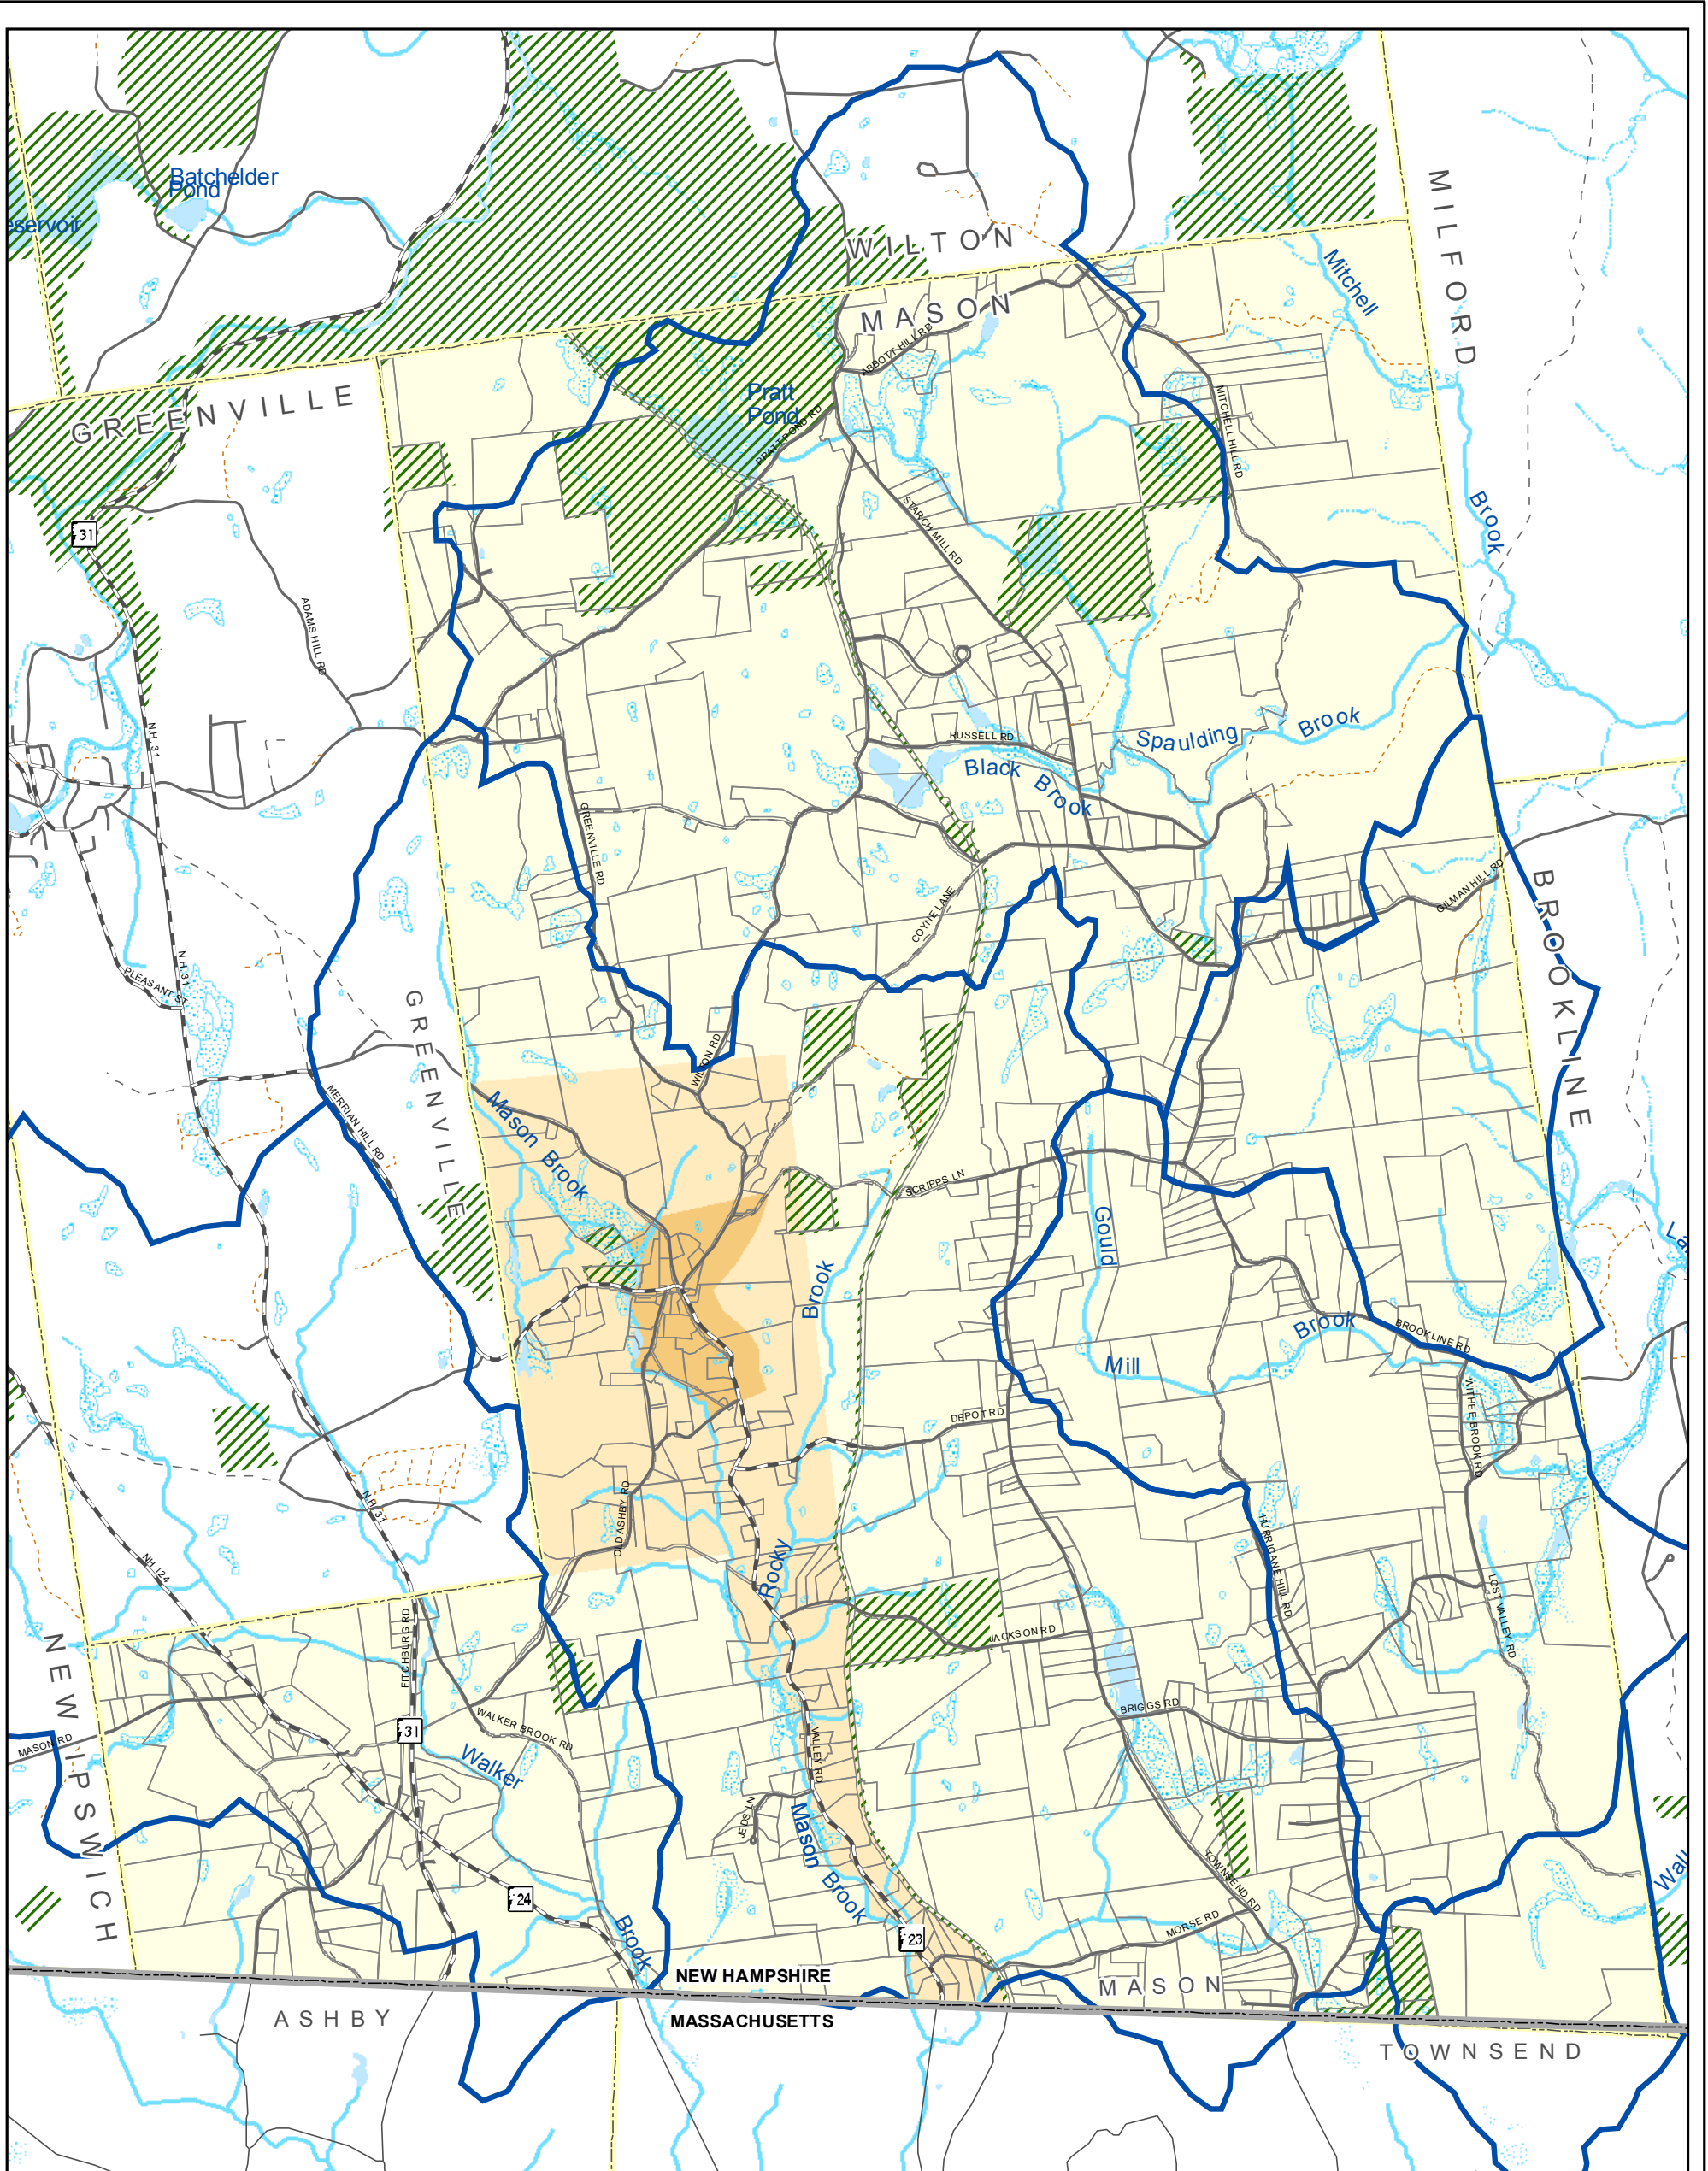 Batchelder
Pond
eservoir
WILTON
MASON
MILFORD
Mitchell
ABBOTT HILL RD
GREENVILLE
Pratt
Pond
PRATT POND RD
MITCHELL HILL RD
STARCH MILL RD
Brook
31
ADAMS HILL RD
N.H. 31
RUSSELL RD
Spaulding
Brook
Black
Brook
GREENVILLE RD
COYNE LANE
GILMAN HILL RD
BROOKLINE
N.H. 31
PLEASANT ST
GREENVILLE
WILTON RD
MERRIAN HILL RD
Mason
Brook
SCRIPPS LN
Gould
La
Brook
Brook
BROOKLINE RD
Mill
WITHEE BROOK RD
DEPOT RD
N.H. 31
OLD ASHBY RD
HURRICANE HILL RD
NH 124
Rocky
LOST VALLEY RD
FITCHBURG RD
JACKSON RD
NEW IPSWICH
BRIGGS RD
31
WALKER BROOK RD
MASON RD
Walker
VALLEY RD
JEDS LN
Mason
Brook
TOWNSEND RD
Wall
24
MORSE RD
Brook
23
NEW HAMPSHIRE
MASON
ASHBY
MASSACHUSETTS
TOWNSEND